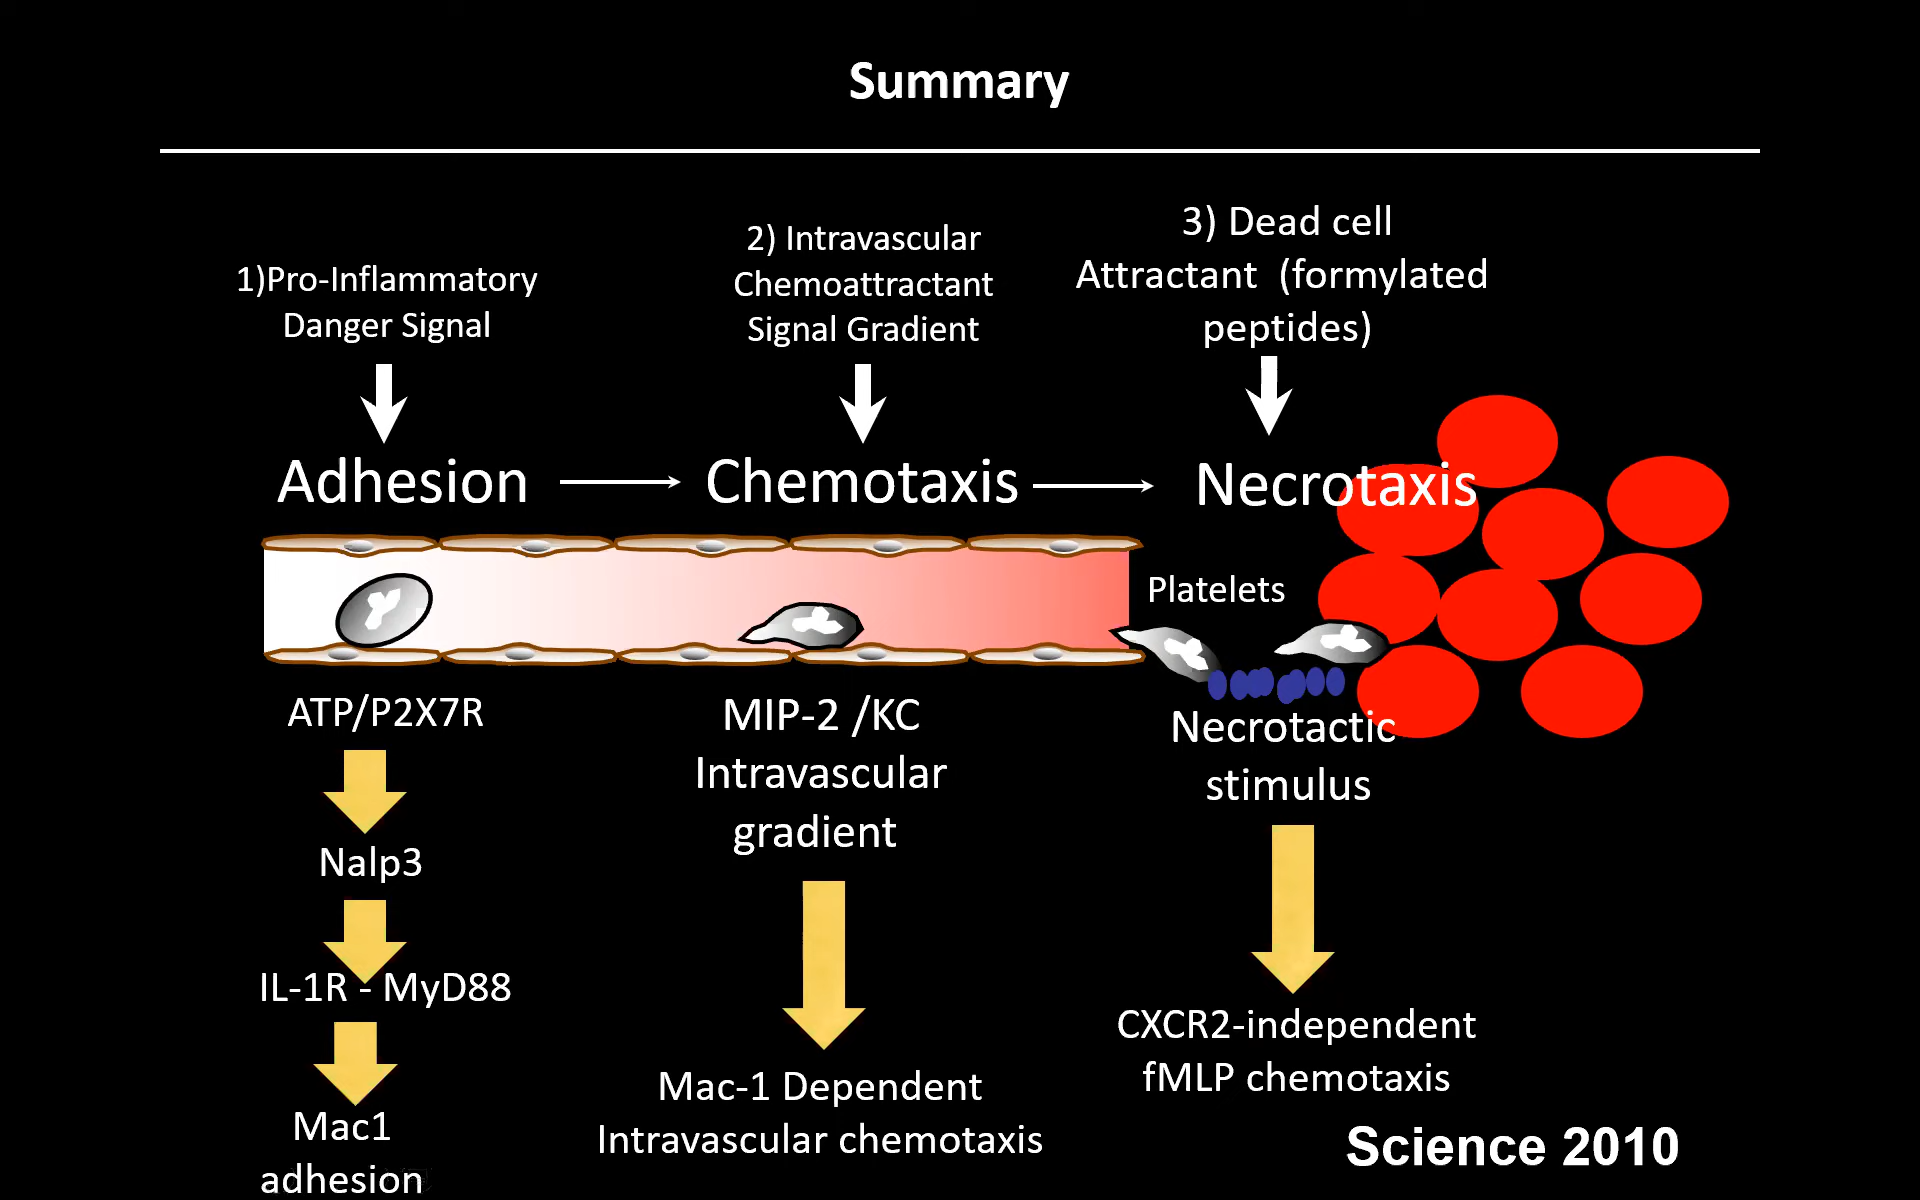 Summary
1)Pro-Inflammatory
Danger Signal
2) Intravascular
Chemoattractant
Signal Gradient
3) Dead cell
Attractant (formylated
peptides)
Adhesion
Chemotaxis
Necrotaxis
Platelets
ATP/P2X7R
Nalp3
IL-1R - MyD88
Mac1
adhesion
MIP-2 /KC
Intravascular
gradient
Mac-1 Dependent
Intravascular chemotaxis
Necrotactic
stimulus
CXCR2-independent
fMLP chemotaxis
Science 2010